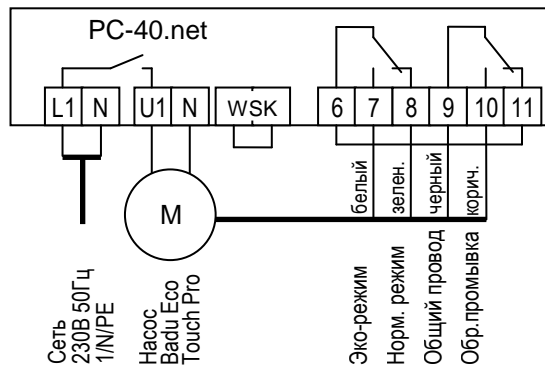 PC-40.net
L1 N U1 N WSK 6 7 8 9 10 11
M
белый
зелен.
черный
корич.
Сеть
230В 50Гц
1/N/PE
Насос
Badu Eco
Touch Pro
Эко-режим
Норм. режим
Общий провод
Обр.промывка